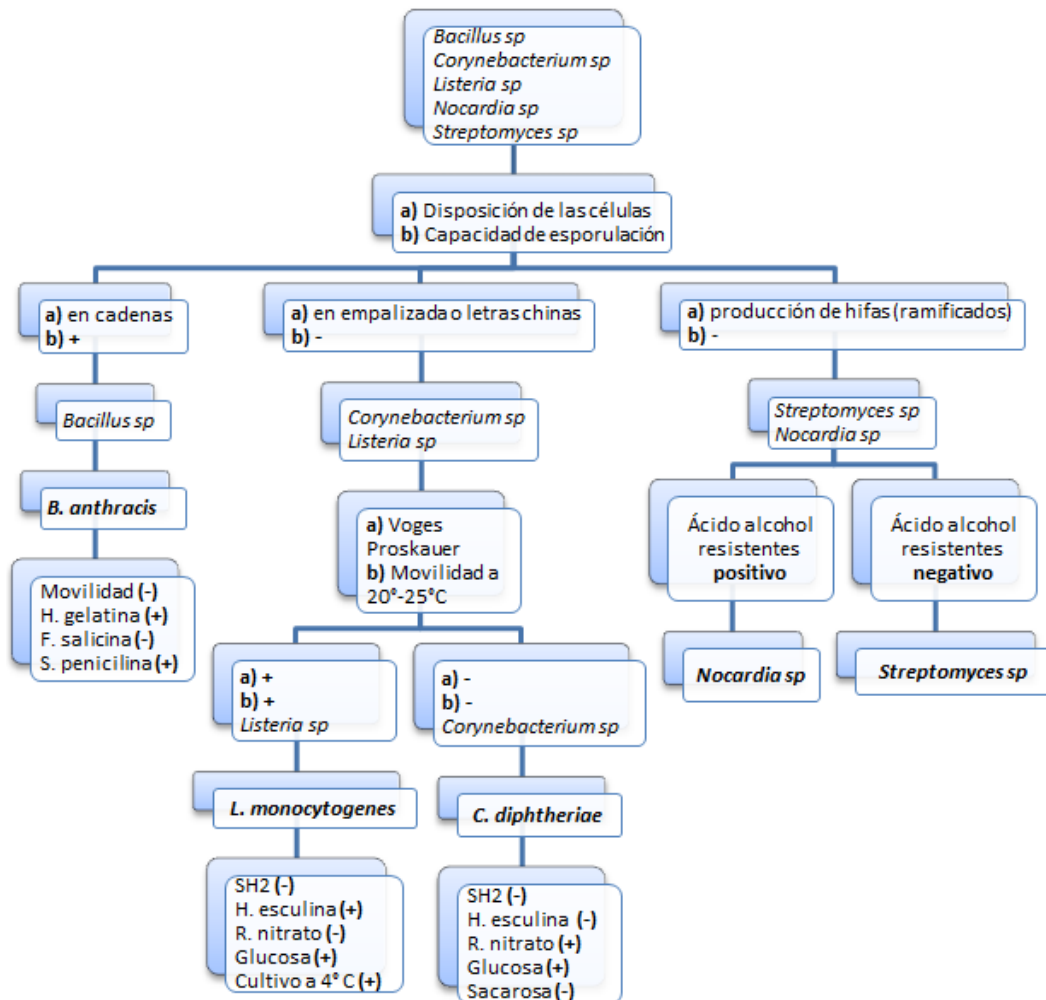 Bacillus sp
Corynebacterium sp
Listeria sp
Nocardia sp
Streptomyces sp
a) Disposición de las células
b) Capacidad de esporulación
a) en cadenas
b) +
a) en empalizada o letras chinas
b) -
a) producción de hifas (ramificados)
b) -
Bacillus sp
Corynebacterium sp
Listeria sp
Streptomyces sp
Nocardia sp
B. anthracis
a) Voges
Proskauer
b) Movilidad a
20°-25°C
Ácido alcohol
resistentes
positivo
Ácido alcohol
resistentes
negativo
Movilidad (-)
H. gelatina (+)
F. salicina (-)
S. penicilina (+)
a) +
b) +
Listeria sp
a) -
b) -
Corynebacterium sp
Nocardia sp
Streptomyces sp
L. monocytogenes
C. diphtheriae
SH2 (-)
H. esculina (+)
R. nitrato (-)
Glucosa (+)
Cultivo a 4° C (+)
SH2 (-)
H. esculina (-)
R. nitrato (+)
Glucosa (+)
Sacarosa (-)